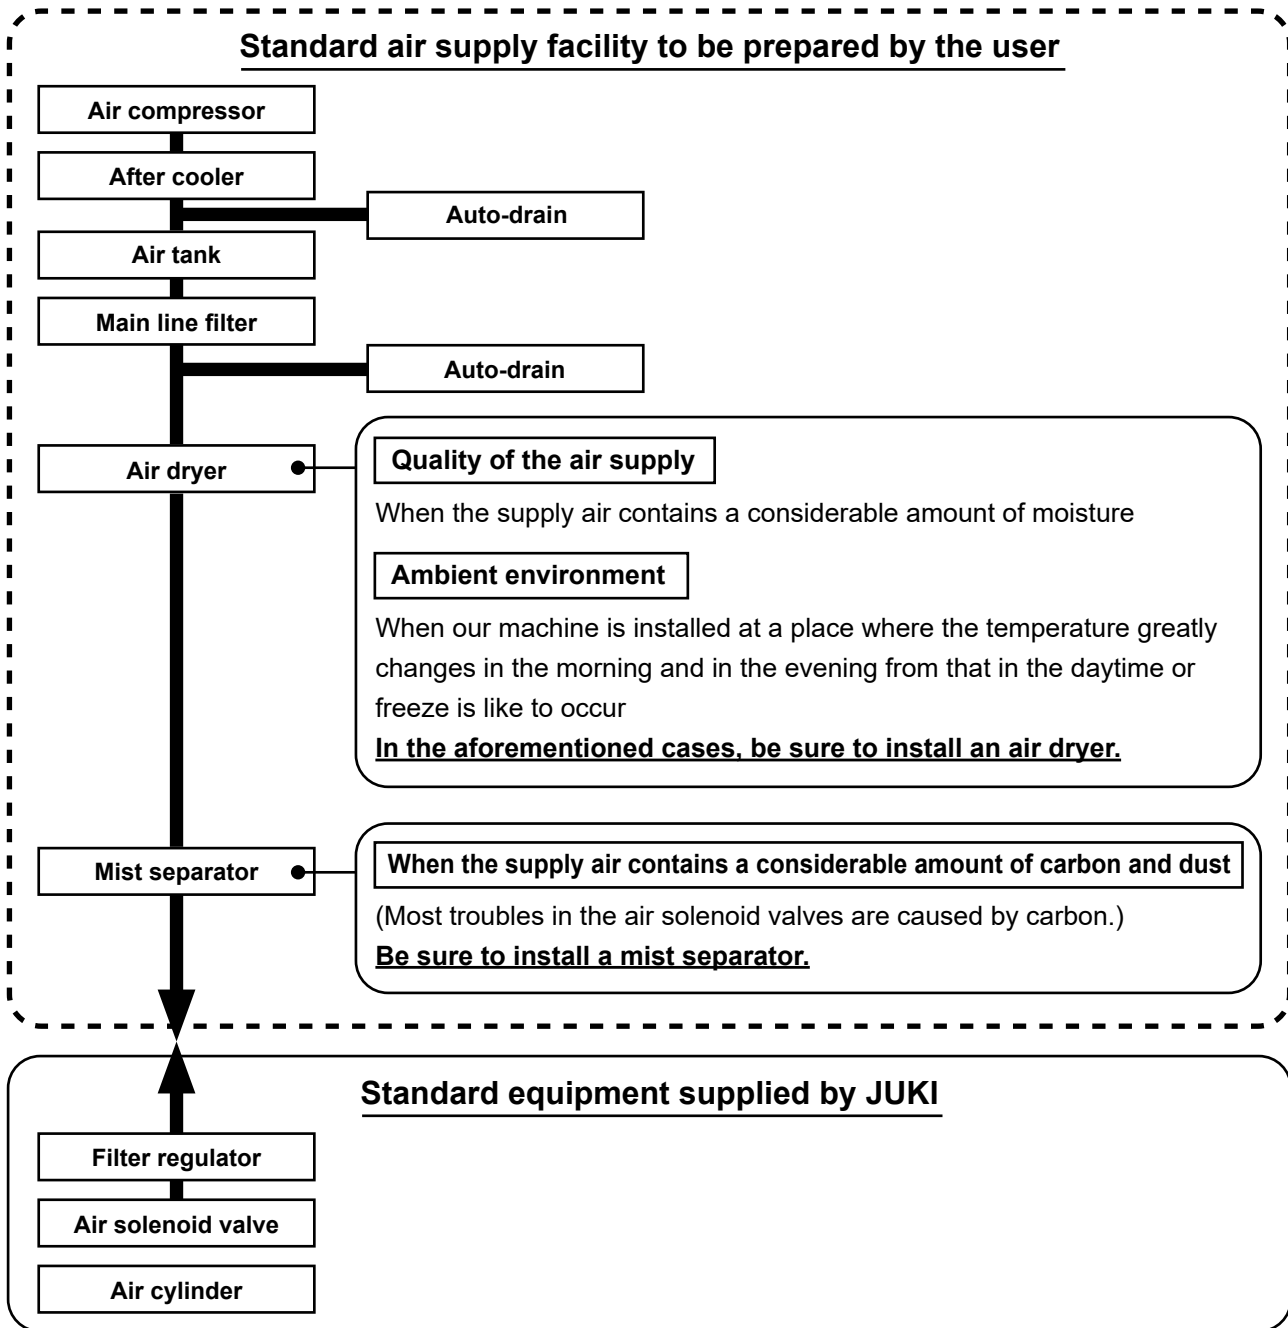 Standard air supply facility to be prepared by the user
Air compressor
After cooler
Auto-drain
Air tank
Main line filter
Auto-drain
Air dryer
Quality of the air supply
When the supply air contains a considerable amount of moisture
Ambient environment
When our machine is installed at a place where the temperature greatly
changes in the morning and in the evening from that in the daytime or
freeze is like to occur
In the aforementioned cases, be sure to install an air dryer.
Mist separator
When the supply air contains a considerable amount of carbon and dust
(Most troubles in the air solenoid valves are caused by carbon.)
Be sure to install a mist separator.
Standard equipment supplied by JUKI
Filter regulator
Air solenoid valve
Air cylinder